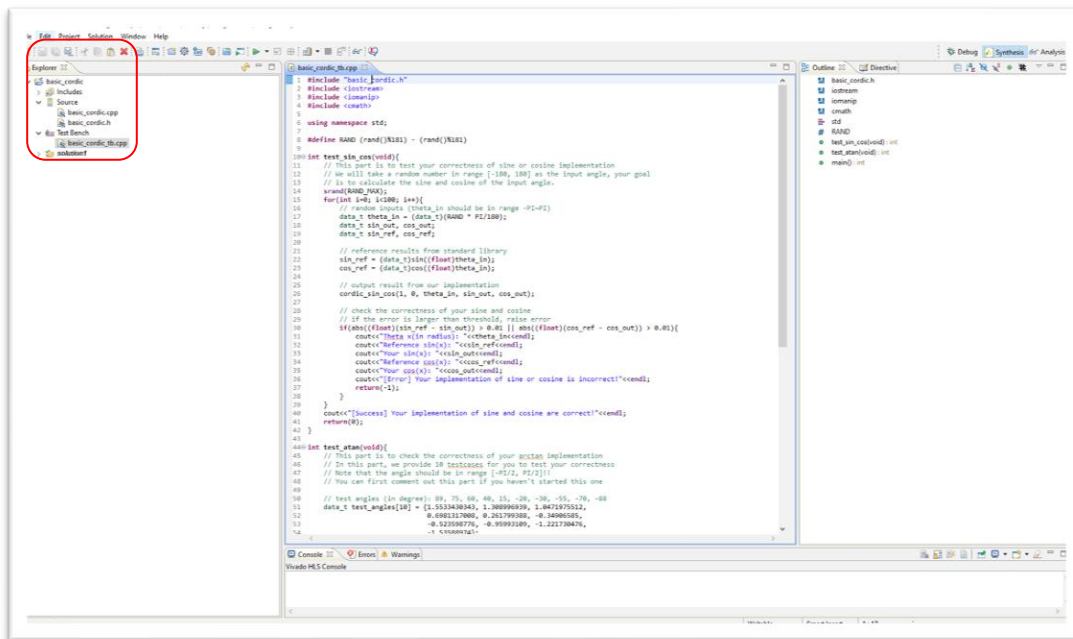 Edit Project Solution Window Help
Debug Synthesis Analysis
Explorer
basic_cordic
Includes
Source
basic_cordic.cpp
basic_cordic.h
Test Bench
basic_cordic_tb.cpp
solution1
basic_cordic_tb.cpp
1 #include "basic_cordic.h"
2 #include <iostream>
3 #include <iomanip>
4 #include <cmath>
5
6 using namespace std;
7
8 #define RAND (rand()%181) - (rand()%181)
9
10 int test_sin_cos(void){
11 // This part is to test your correctness of sine or cosine implementation
12 // We will take a random number in range [-180, 180] as the input angle, your goal
13 // is to calculate the sine and cosine of the input angle.
14 srand(RAND_MAX);
15 for(int i=0; i<100; i++){
16 // random inputs (theta_in should be in range -PI~PI)
17 data_t theta_in = (data_t)(RAND * PI/180);
18 data_t sin_out, cos_out;
19 data_t sin_ref, cos_ref;
20
21 // reference results from standard library
22 sin_ref = (data_t)sin((float)theta_in);
23 cos_ref = (data_t)cos((float)theta_in);
24
25 // output result from our implementation
26 cordic_sin_cos(1, 0, theta_in, sin_out, cos_out);
27
28 // check the correctness of your sine and cosine
29 // if the error is larger than threshold, raise error
30 if(abs((float)(sin_ref - sin_out)) > 0.01 || abs((float)(cos_ref - cos_out)) > 0.01){
31 cout<<"Theta x(in radius): "<<theta_in<<endl;
32 cout<<"Reference sin(x): "<<sin_ref<<endl;
33 cout<<"Your sin(x): "<<sin_out<<endl;
34 cout<<"Reference cos(x): "<<cos_ref<<endl;
35 cout<<"Your cos(x): "<<cos_out<<endl;
36 cout<<"[Error] Your implementation of sine or cosine is incorrect!"<<endl;
37 return(-1);
38 }
39 }
40 cout<<"[Success] Your implementation of sine and cosine are correct!"<<endl;
41 return(0);
42 }
43
44 int test_atan(void){
45 // This part is to check the correctness of your arctan implementation
46 // In this part, we provide 10 testcases for you to test your correctness
47 // Note that the angle should be in range [-PI/2, PI/2]!!
48 // You can first comment out this part if you haven't started this one
49
50 // test angles (in degree): 89, 75, 60, 40, 15, -20, -30, -55, -70, -88
51 data_t test_angles[10] = {1.5533430343, 1.308996939, 1.0471975512,
52 0.6981317008, 0.261799388, -0.34906585,
53 -0.523598776, -0.95993109, -1.221730476,
54 -1.53588974};
Outline Directive
basic_cordic.h
iostream
iomanip
cmath
std
RAND
test_sin_cos(void) : int
test_atan(void) : int
main() : int
Console Errors Warnings
Vivado HLS Console